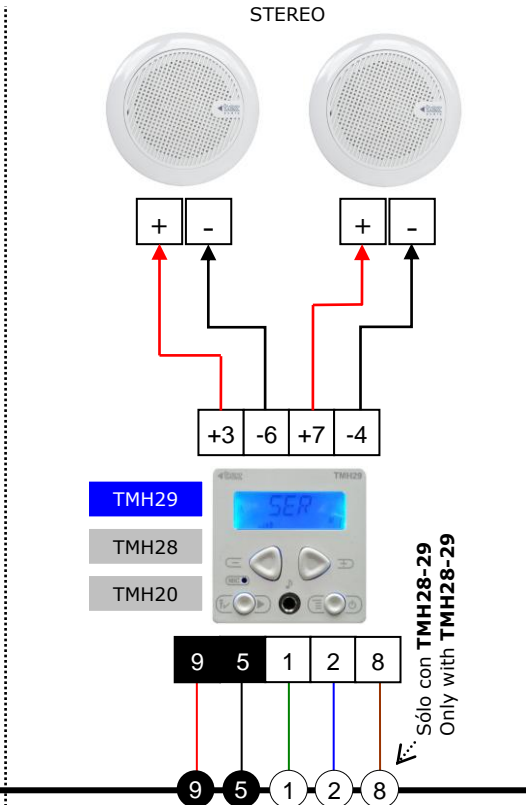 STEREO
+ - + -
+3 -6 +7 -4
TMH29
SER
TMH29
TMH28
TMH20
Sólo con TMH28-29
Only with TMH28-29
9 5 1 2 8
9 5 1 2 8